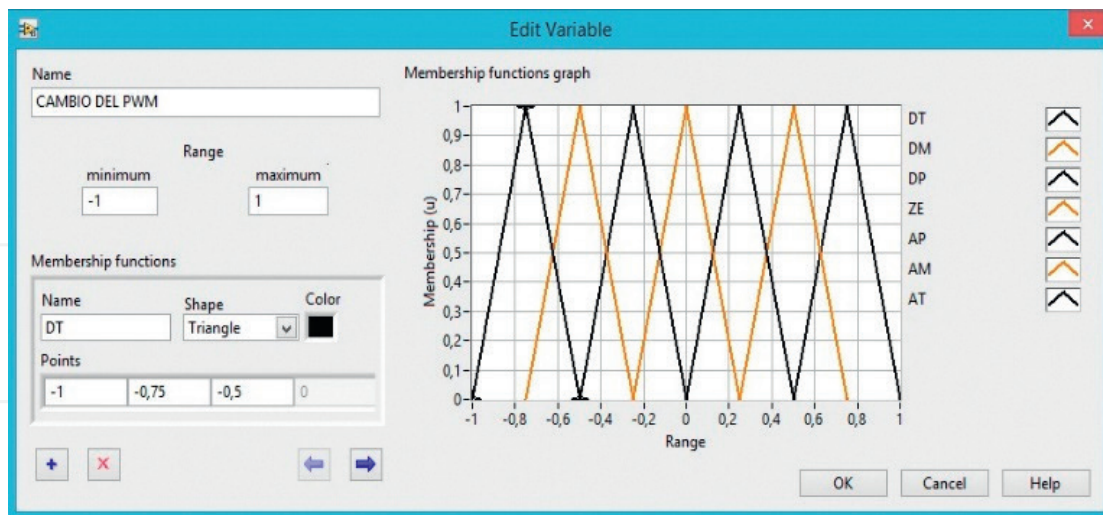 Edit Variable
Name
CAMBIO DEL PWM
Range
minimum maximum
-1 1
Membership functions
Name Shape Color
DT Triangle
Points
-1 -0,75 -0,5 0
Membership functions graph
Membership (u)
1
0,9
0,8
0,7
0,6
0,5
0,4
0,3
0,2
0,1
0
-1 -0,8 -0,6 -0,4 -0,2 0 0,2 0,4 0,6 0,8 1
Range
DT
DM
DP
ZE
AP
AM
AT
OK Cancel Help